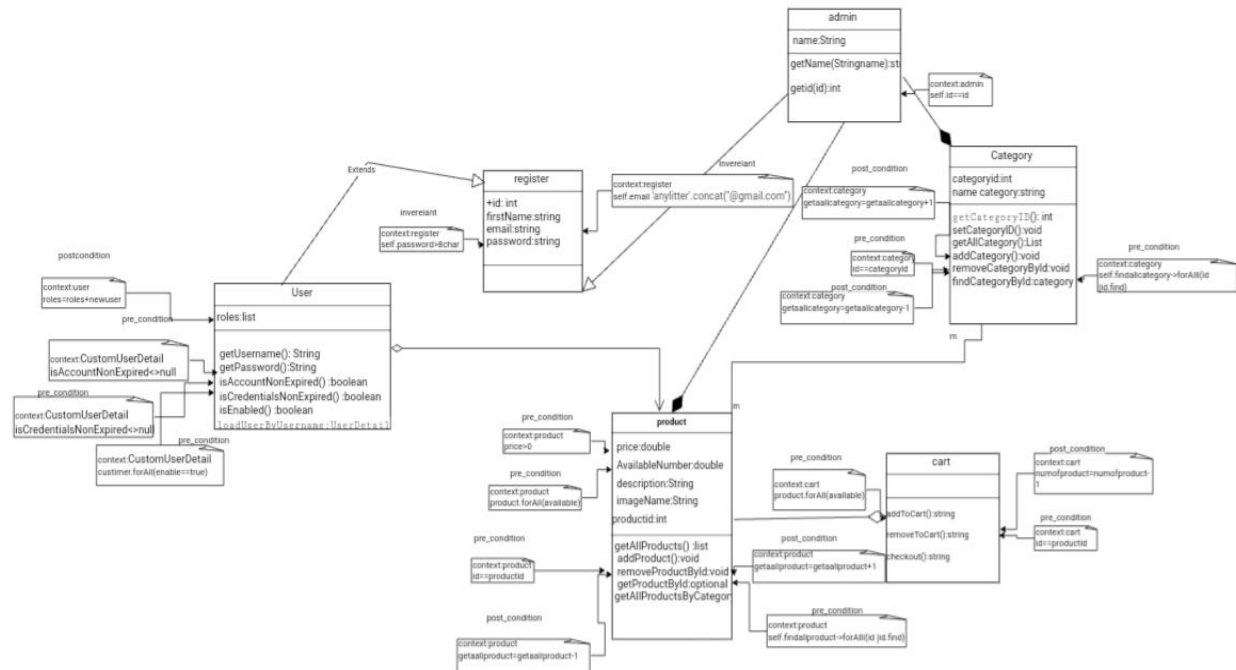 admin
name:String
getName(Stringname):str
getid(id):int
context:admin
self.id==id
Extends
register
+id: int
firstName:string
email:string
password:string
invereiant
context:register
self.email 'anylitter'.concat("@gmail.com")
invereiant
context:register
self.password>8char
post_condition
context:category
getaallcategory=getaallcategory+1
Category
categoryid:int
name category:string
getCategoryID(): int
setCategoryID():void
getAllCategory():List
addCategory():void
removeCategoryById:void
findCategoryById:category
pre_condition
context:category
id==categoryid
post_condition
context:category
getaallcategory=getaallcategory-1
pre_condition
context:category
self.findallcategory->forAlll(id
|id.find)
m
m
postcondition
context:user
roles=roles+newuser
User
roles:list
getUsername(): String
getPassword():String
isAccountNonExpired() :boolean
isCredentialsNonExpired() :boolean
isEnabled() :boolean
loadUserByUsername:UserDetail
pre_condition
context:CustomUserDetail
isAccountNonExpired<>null
pre_condition
context:CustomUserDetail
isCredentialsNonExpired<>null
pre_condition
context:CustomUserDetail
custimer.forAll(enable==true)
product
price:double
AvailableNumber:double
description:String
imageName:String
productid:int
getAllProducts() :list
addProduct():void
removeProductById:void
getProductById:optional
getAllProductsByCategory
pre_condition
context:product
price>0
pre_condition
context:product
product.forAll(available)
pre_condition
context:product
id==productid
post_condition
context:product
getaallproduct=getaallproduct-1
post_condition
context:product
getaallproduct=getaallproduct+1
pre_condition
context:product
self.findallproduct->forAlll(id |id.find)
pre_condition
context:cart
product.forAll(available)
cart
addToCart():string
removeToCart():string
checkout():string
post_condition
context:cart
numofproduct=numofproduct-
1
pre_condition
context:cart
id==productid